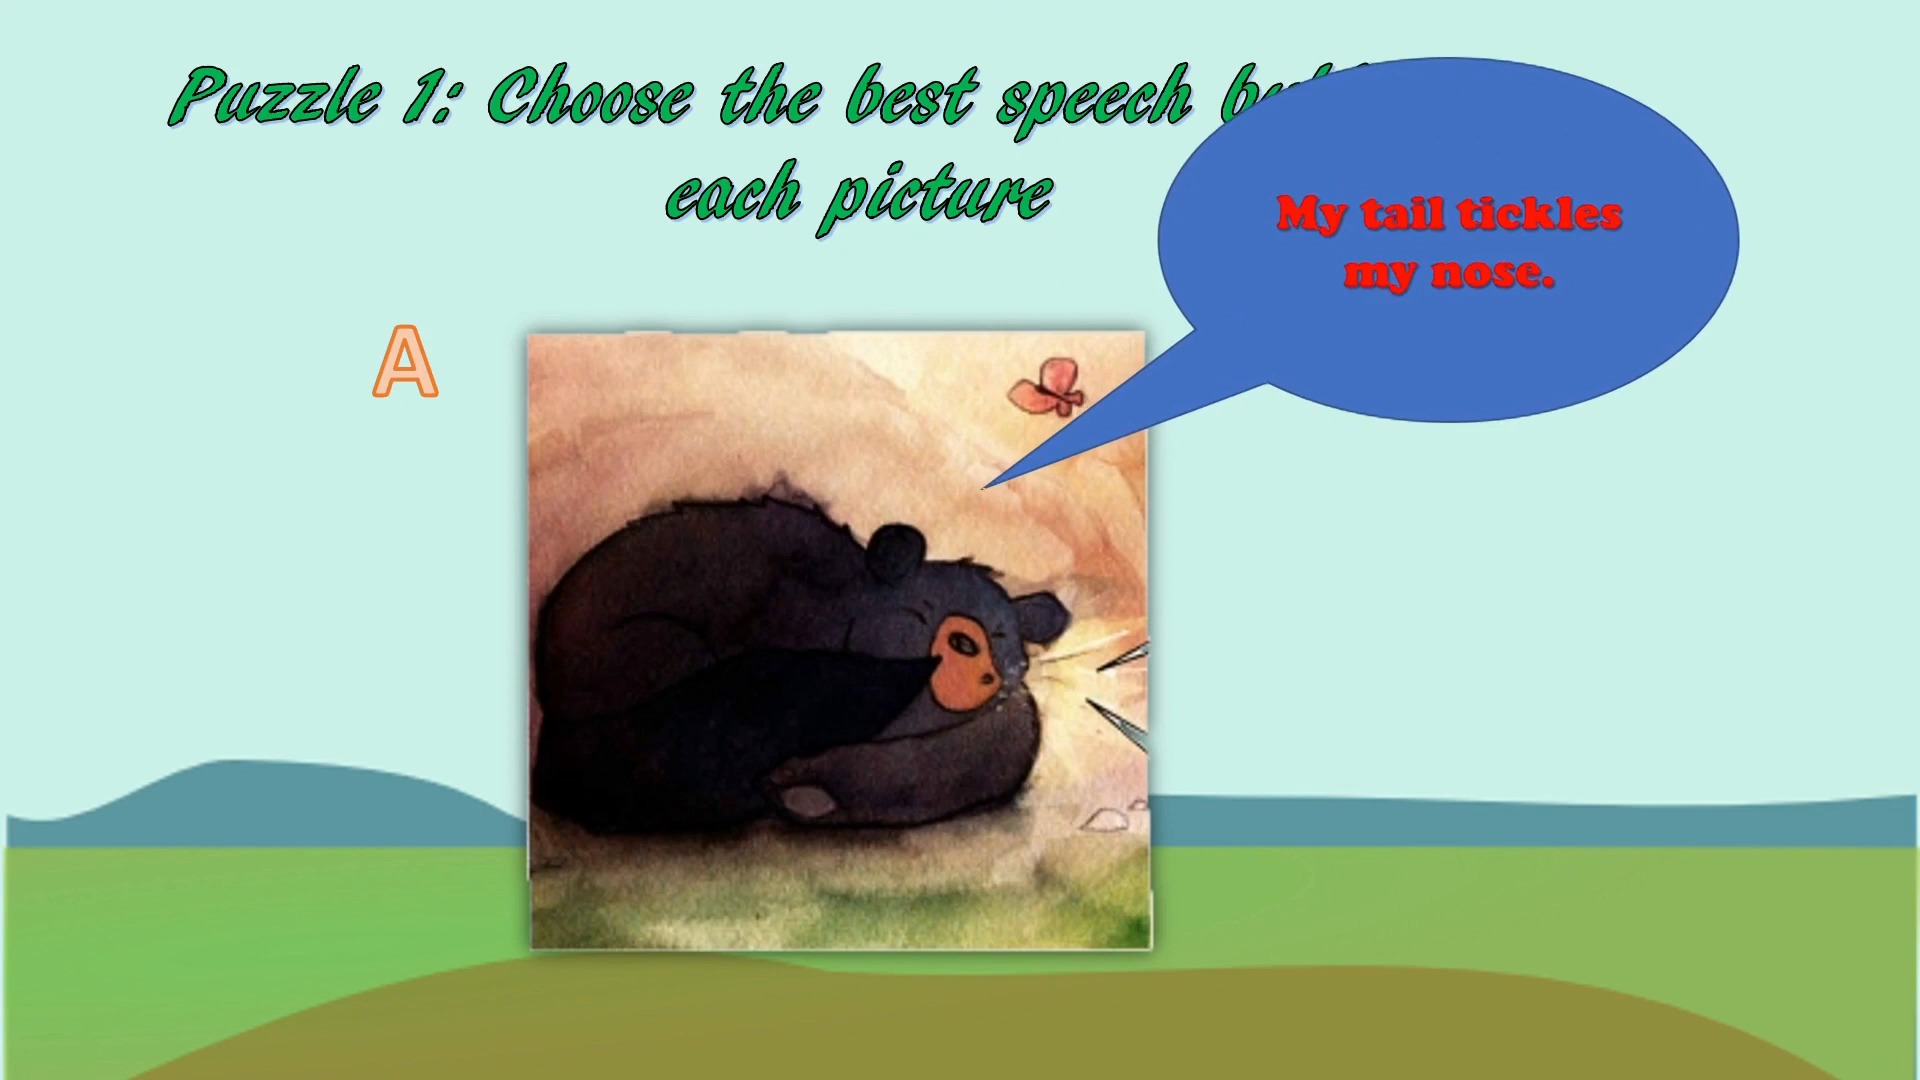 Puzzle 1: Choose the best speech
each picture
My tail tickles
my nose.
A